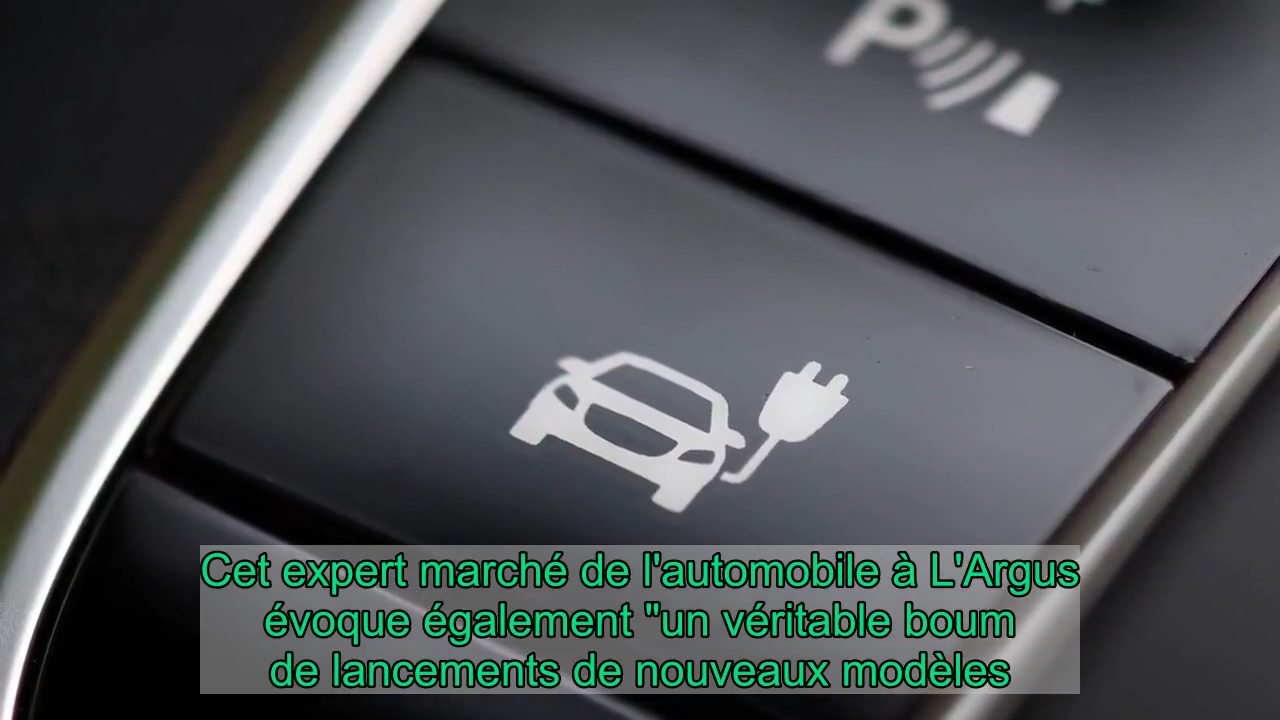 P
Cet expert marché de l'automobile à L'Argus
évoque également "un véritable boum
de lancements de nouveaux modèles